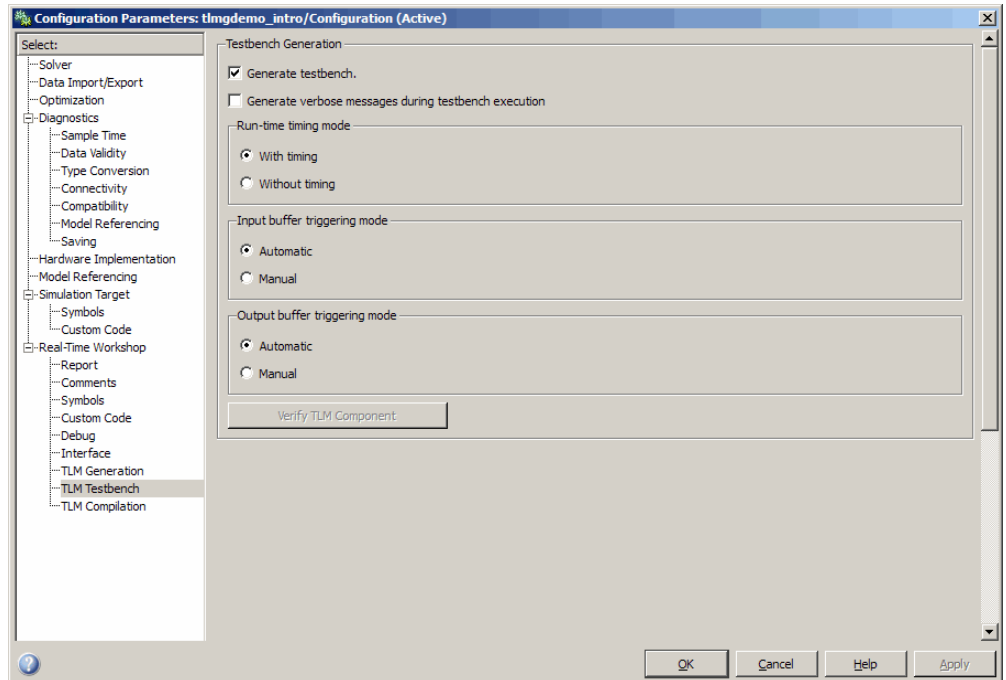 Configuration Parameters: tlmgdemo_intro/Configuration (Active)
Select:
Solver
Data Import/Export
Optimization
Diagnostics
Sample Time
Data Validity
Type Conversion
Connectivity
Compatibility
Model Referencing
Saving
Hardware Implementation
Model Referencing
Simulation Target
Symbols
Custom Code
Real-Time Workshop
Report
Comments
Symbols
Custom Code
Debug
Interface
TLM Generation
TLM Testbench
TLM Compilation
Testbench Generation
Generate testbench.
Generate verbose messages during testbench execution
Run-time timing mode
With timing
Without timing
Input buffer triggering mode
Automatic
Manual
Output buffer triggering mode
Automatic
Manual
Verify TLM Component
OK
Cancel
Help
Apply